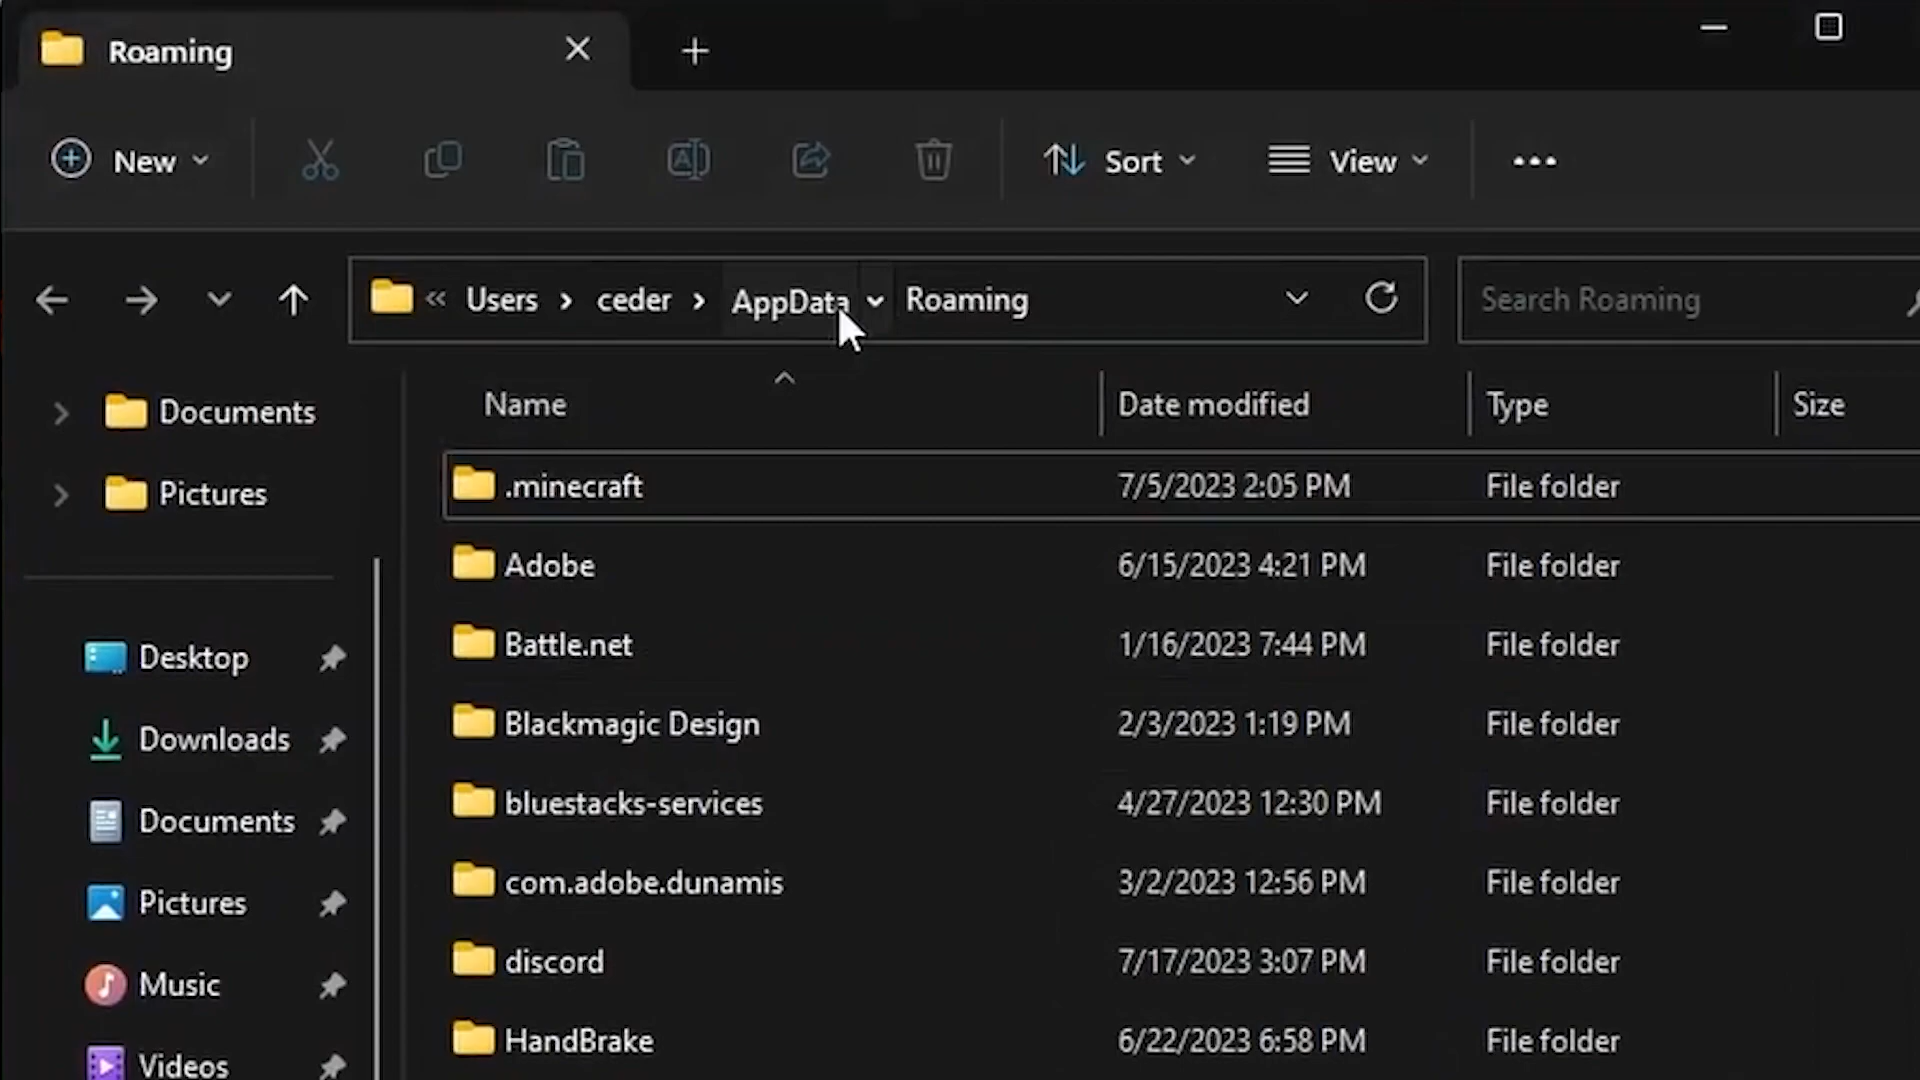 Roaming
New
Sort
View
« Users > ceder > AppData Roaming
Search Roaming
Documents
Pictures
Desktop
Downloads
Documents
Pictures
Music
Videos
Name Date modified Type Size
.minecraft 7/5/2023 2:05 PM File folder
Adobe 6/15/2023 4:21 PM File folder
Battle.net 1/16/2023 7:44 PM File folder
Blackmagic Design 2/3/2023 1:19 PM File folder
bluestacks-services 4/27/2023 12:30 PM File folder
com.adobe.dunamis 3/2/2023 12:56 PM File folder
discord 7/17/2023 3:07 PM File folder
HandBrake 6/22/2023 6:58 PM File folder